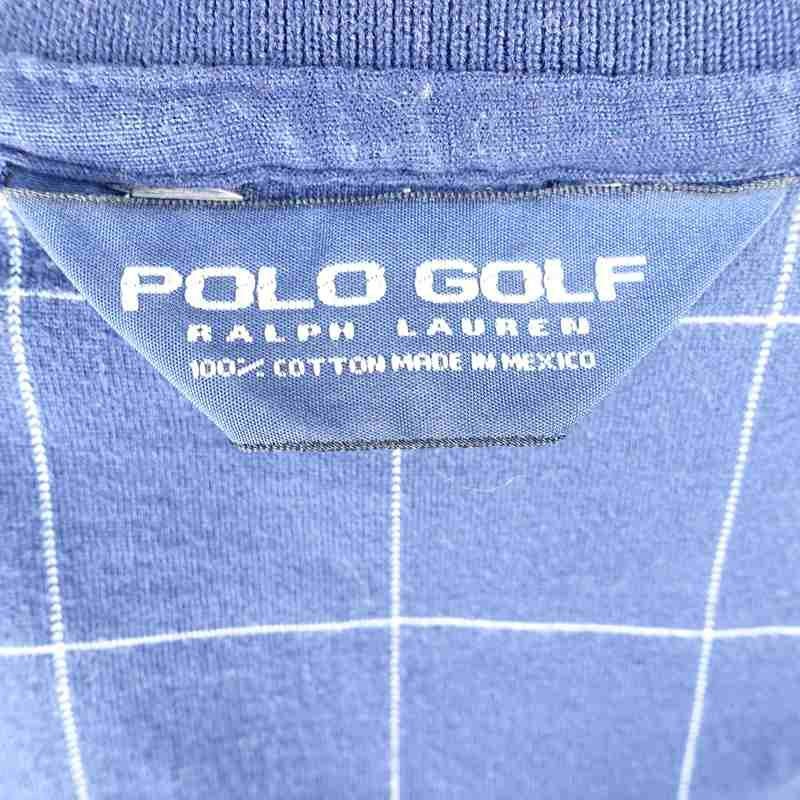 POLO GOLF
RALPH LAUREN
100% COTTON MADE IN MEXICO